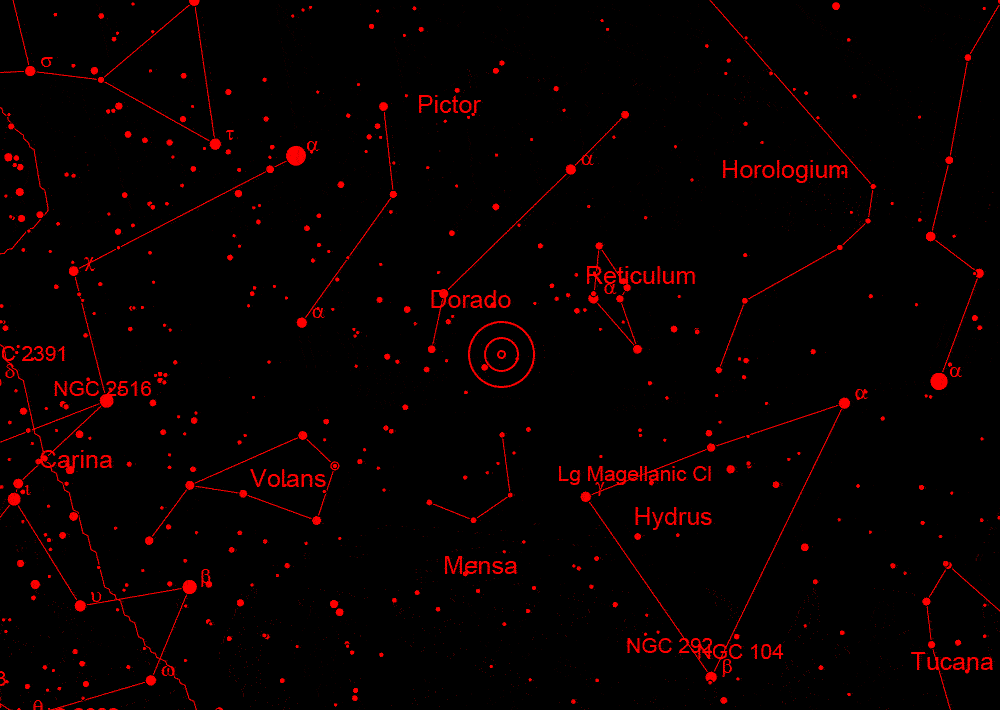 σ
Pictor
τ
α
α
Horologium
χ
Reticulum
α
Dorado
α
C 2391
δ
NGC 2516
α
α
Carina
Volans
Lg Magellanic Cl
ι
Hydrus
Mensa
β
υ
NGC 292
NGC 104
Tucana
ω
β
θ